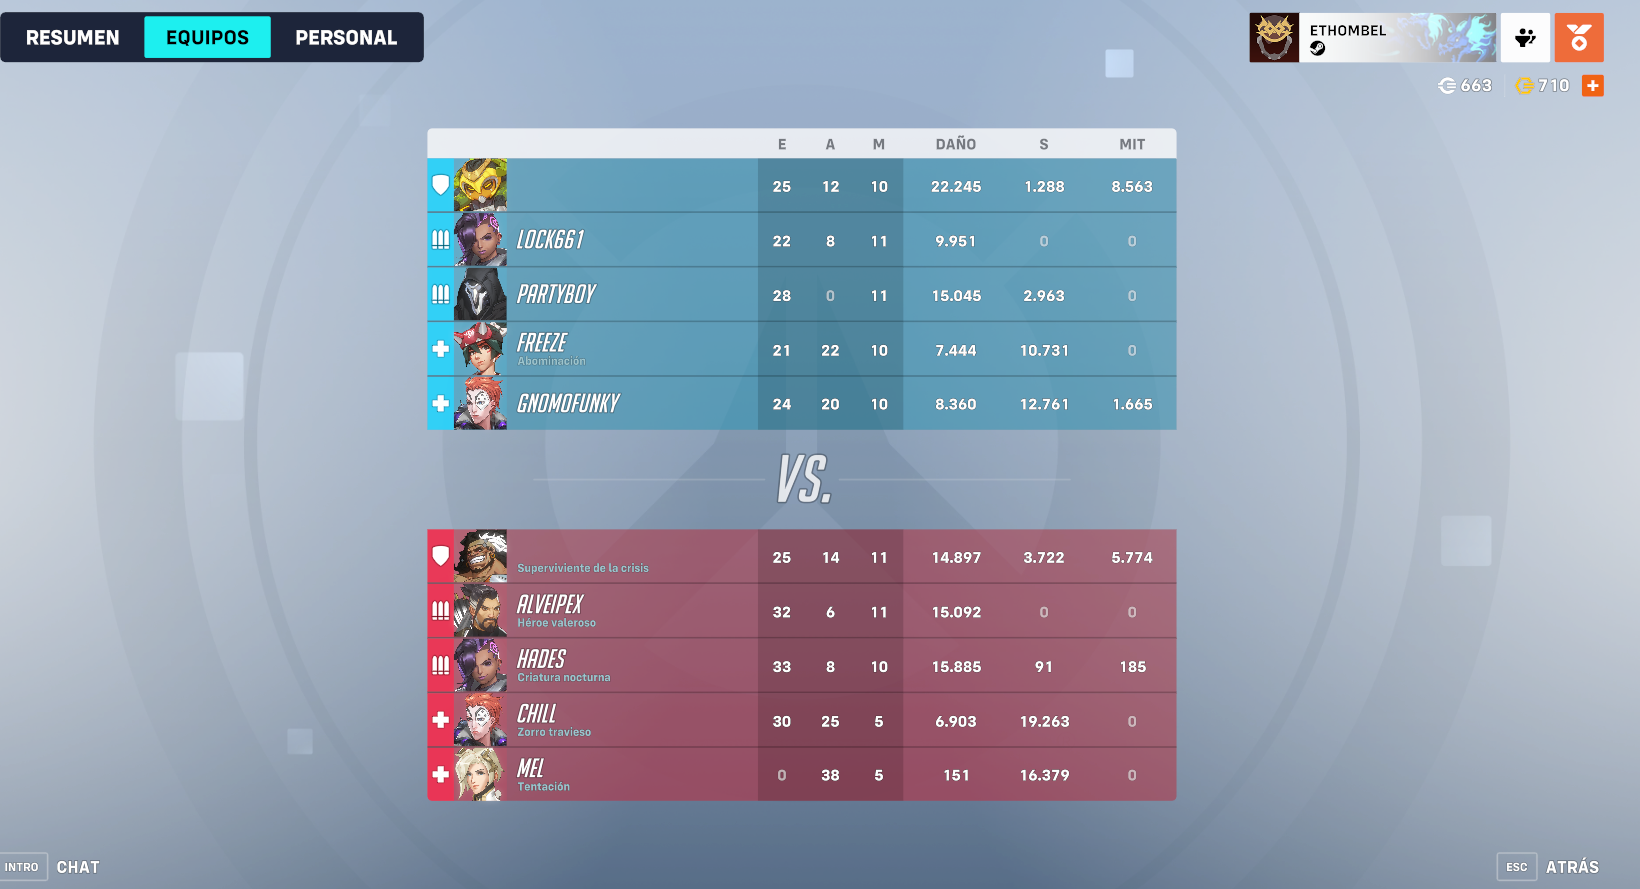 RESUMEN EQUIPOS PERSONAL
ETHOMBEL
663 710 +
E A M DAÑO S MIT
25 12 10 22.245 1.288 8.563
LOCK661 22 8 11 9.951 0 0
PARTYBOY 28 0 11 15.045 2.963 0
FREEZE 21 22 10 7.444 10.731 0
Abominación
GNOMOFUNKY 24 20 10 8.360 12.761 1.665
VS.
25 14 11 14.897 3.722 5.774
Superviviente de la crisis
ALVEIPEX 32 6 11 15.092 0 0
Héroe valeroso
HADES 33 8 10 15.885 91 185
Criatura nocturna
CHILL 30 25 5 6.903 19.263 0
Zorro travieso
MEL 0 38 5 151 16.379 0
Tentación
INTRO CHAT ESC ATRÁS